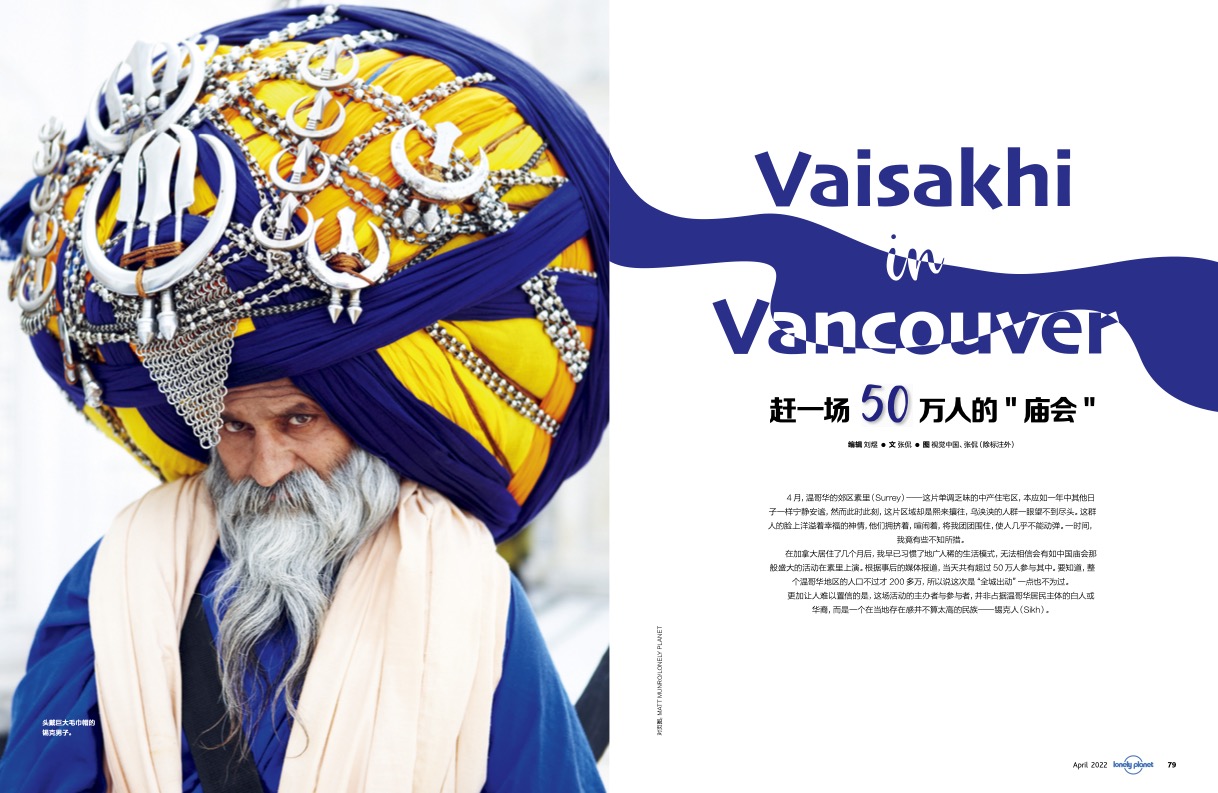 头戴巨大毛巾帽的
锡克男子。
Vaisakhi
in
Vancouver
赶一场 50 万人的 " 庙会 "
编辑 刘煜 ● 文 张侃 ● 图 视觉中国、张侃（除标注外）
4 月，温哥华的郊区素里（Surrey）——这片单调乏味的中产住宅区，本应如一年中其他日
子一样宁静安谧，然而此时此刻，这片区域却是熙来攘往，乌泱泱的人群一眼望不到尽头。这群
人的脸上洋溢着幸福的神情，他们拥挤着，喧闹着，将我团团围住，使人几乎不能动弹。一时间，
我竟有些不知所措。
在加拿大居住了几个月后，我早已习惯了地广人稀的生活模式，无法相信会有如中国庙会那
般盛大的活动在素里上演。根据事后的媒体报道，当天共有超过 50 万人参与其中。要知道，整
个温哥华地区的人口不过才 200 多万，所以说这次是 “全城出动” 一点也不为过。
更加让人难以置信的是，这场活动的主办者与参与者，并非占据温哥华居民主体的白人或
华裔，而是一个在当地存在感并不算太高的民族——锡克人（Sikh）。
对页图，MATT MUNRO/LONELY PLANET
April 2022 lonely planet 79